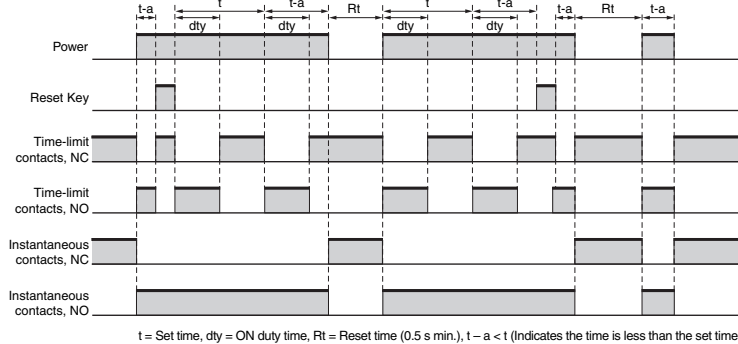 t-a t t-a Rt t t-a t-a Rt t-a
dty dty dty dty
Power
Reset Key
Time-limit
contacts, NC
Time-limit
contacts, NO
Instantaneous
contacts, NC
Instantaneous
contacts, NO
t = Set time, dty = ON duty time, Rt = Reset time (0.5 s min.), t – a < t (Indicates the time is less than the set time